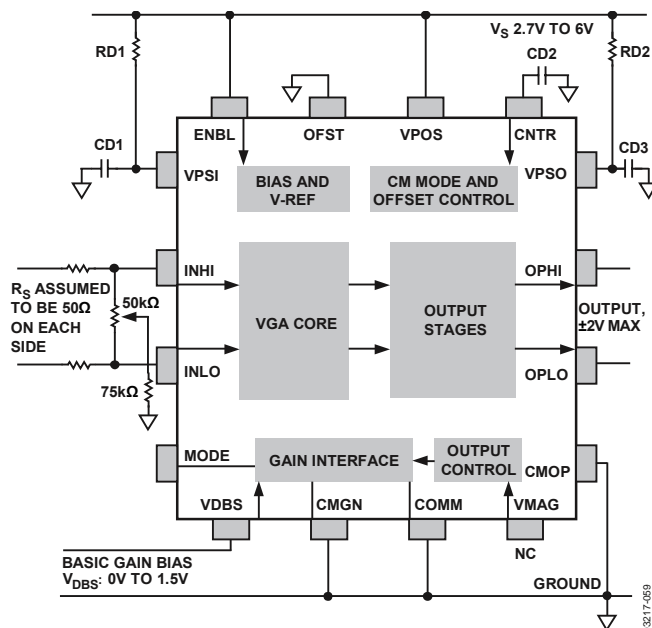 V_S 2.7V TO 6V
RD1
CD2
RD2
ENBL
OFST
VPOS
CNTR
CD1
CD3
VPSI
VPSO
BIAS AND
V-REF
CM MODE AND
OFFSET CONTROL
INHI
OPHI
R_S ASSUMED
TO BE 50Ω
ON EACH
SIDE
50kΩ
VGA CORE
OUTPUT
STAGES
OUTPUT,
±2V MAX
INLO
OPLO
75kΩ
MODE
GAIN INTERFACE
OUTPUT
CONTROL
CMOP
VDBS
CMGN
COMM
VMAG
NC
BASIC GAIN BIAS
V_DBS: 0V TO 1.5V
GROUND
03217-059